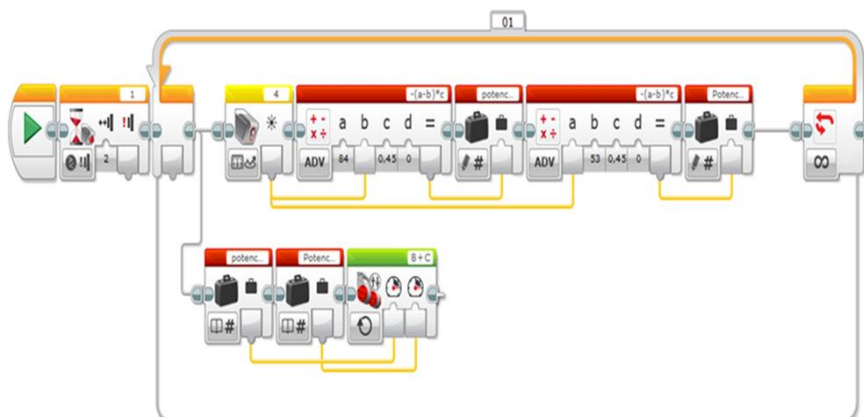 01
1
4
-(a-b)*c
potenc...
-(a-b)*c
Potenc...
2
a b c d =
ADV
84
0,45
0
#
a b c d =
ADV
53
0,45
0
#
∞
potenc...
Potenc...
B+C
#
#